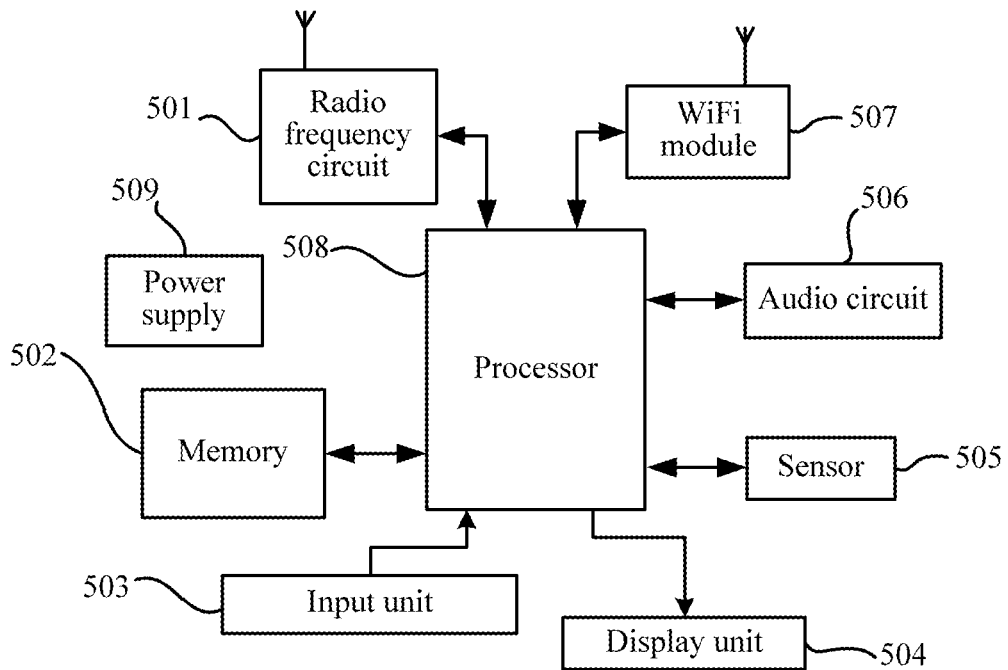 501
Radio
frequency
circuit
WiFi
module
507
509
Power
supply
508
506
Audio circuit
Processor
502
Memory
Sensor
505
503
Input unit
Display unit
504